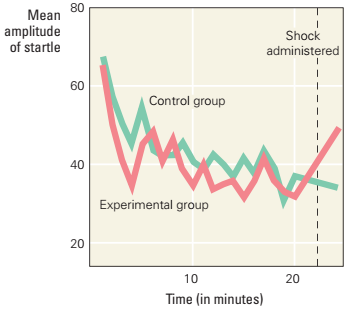 Mean
amplitude
of startle
80
60
40
20
Shock
administered
Control group
Experimental group
10
20
Time (in minutes)